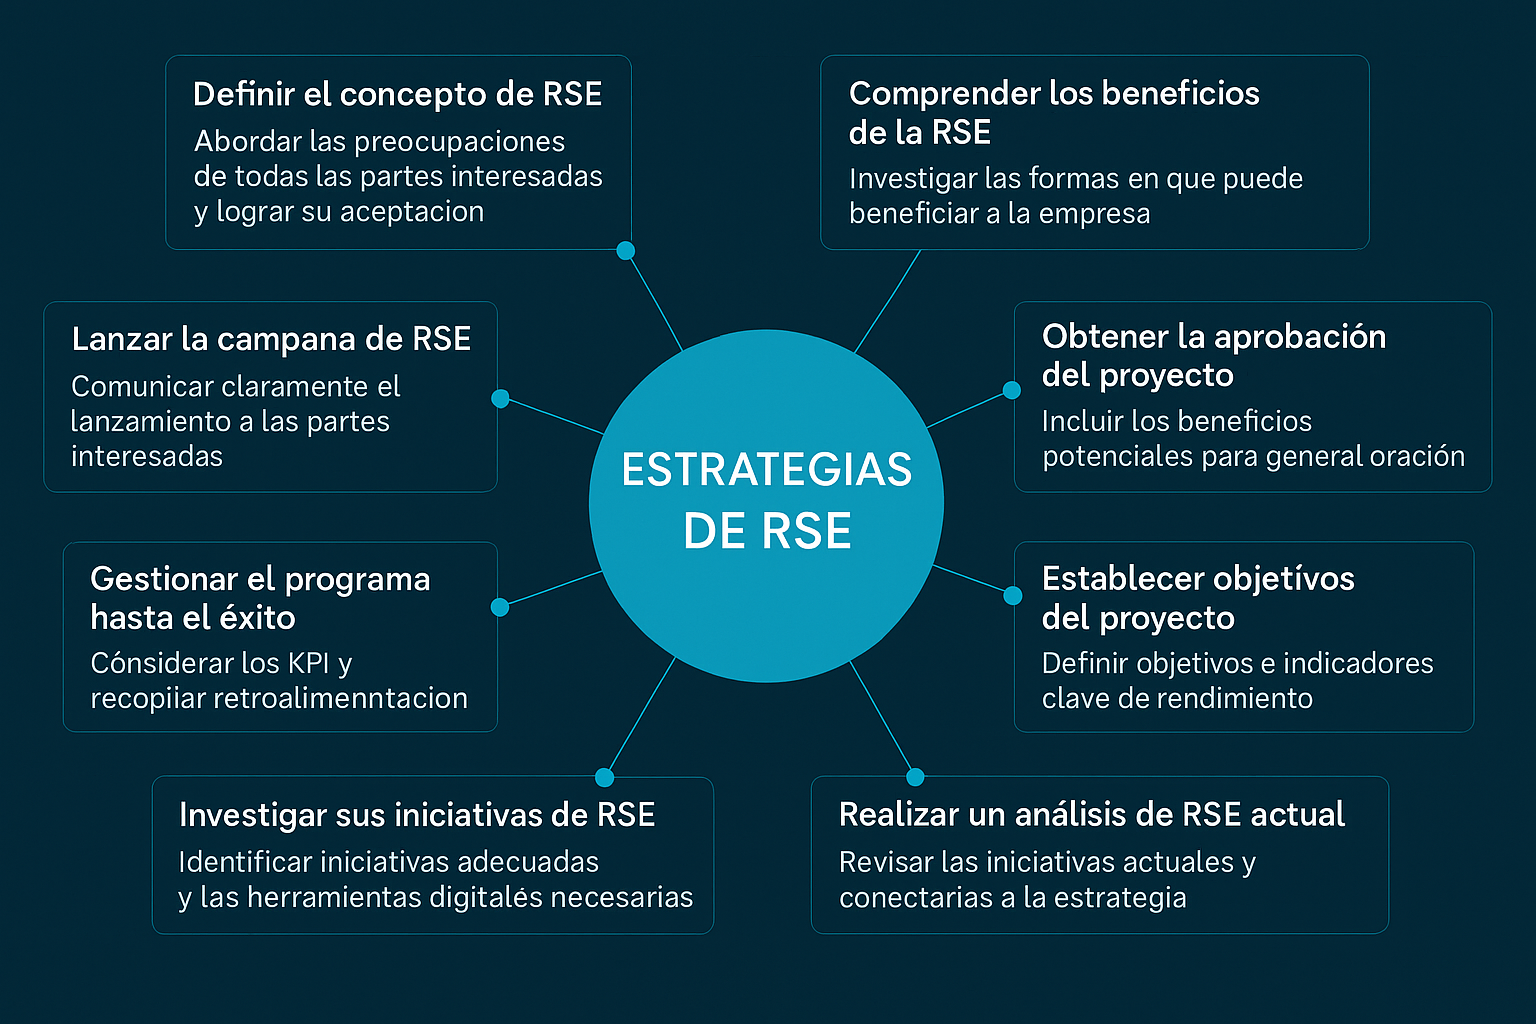 Definir el concepto de RSE
Abordar las preocupaciones
de todas las partes interesadas
y lograr su aceptacion
Comprender los beneficios
de la RSE
Investigar las formas en que puede
beneficiar a la empresa
Lanzar la campana de RSE
Comunicar claramente el
lanzamiento a las partes
interesadas
Obtener la aprobación
del proyecto
Incluir los beneficios
potenciales para general oración
ESTRATEGIAS
DE RSE
Gestionar el programa
hasta el éxito
Cónsiderar los KPI y
recopilar retroalimenntacion
Establecer objetívos
del proyecto
Definir objetivos e indicadores
clave de rendimiento
Investigar sus iniciativas de RSE
Identificar iniciativas adecuadas
y las herramientas digitalés necesarias
Realizar un análisis de RSE actual
Revisar las iniciativas actuales y
conectarias a la estrategia